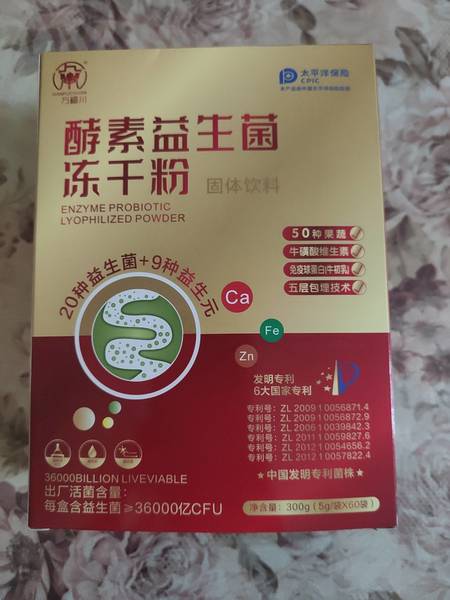 万福川
太平洋保险
CPIC
酵素益生菌
冻干粉 固体饮料
ENZYME PROBIOTIC
LYOPHILIZED POWDER
50种果蔬
牛磺酸维生素
免疫球蛋白(牛初乳)
五层包埋技术
20种益生菌+9种益生元
Ca
Fe
Zn
发明专利
6大国家专利
专利号: ZL 2009 1 0056871.4
专利号: ZL 2009 1 0056872.9
专利号: ZL 2006 1 0039842.3
专利号: ZL 2011 1 0059827.6
专利号: ZL 2012 1 0054656.2
专利号: ZL 2012 1 0057822.4
★中国发明专利菌株★
36000BILLION LIVEVIABLE
出厂活菌含量:
每盒含益生菌≥36000亿CFU
净含量: 300g (5g/袋X60袋)